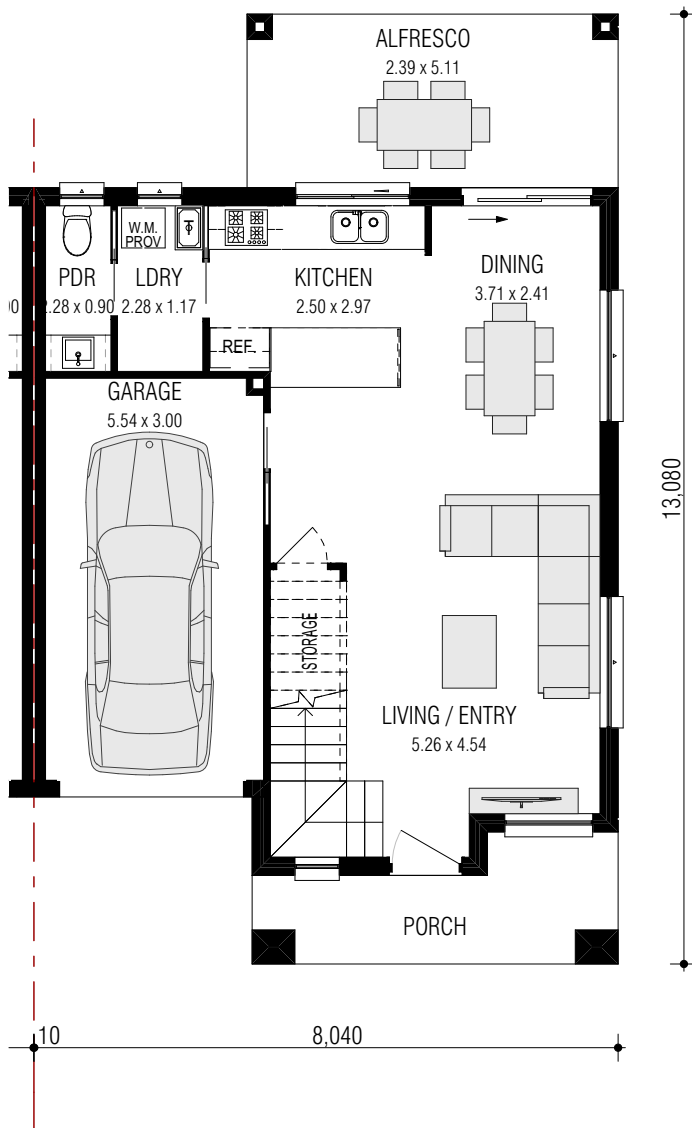 ALFRESCO
2.39 x 5.11
W.M.
PROV
PDR
2.28 x 0.90
LDRY
2.28 x 1.17
KITCHEN
2.50 x 2.97
DINING
3.71 x 2.41
REF
GARAGE
5.54 x 3.00
13,080
STORAGE
LIVING / ENTRY
5.26 x 4.54
PORCH
10
8,040